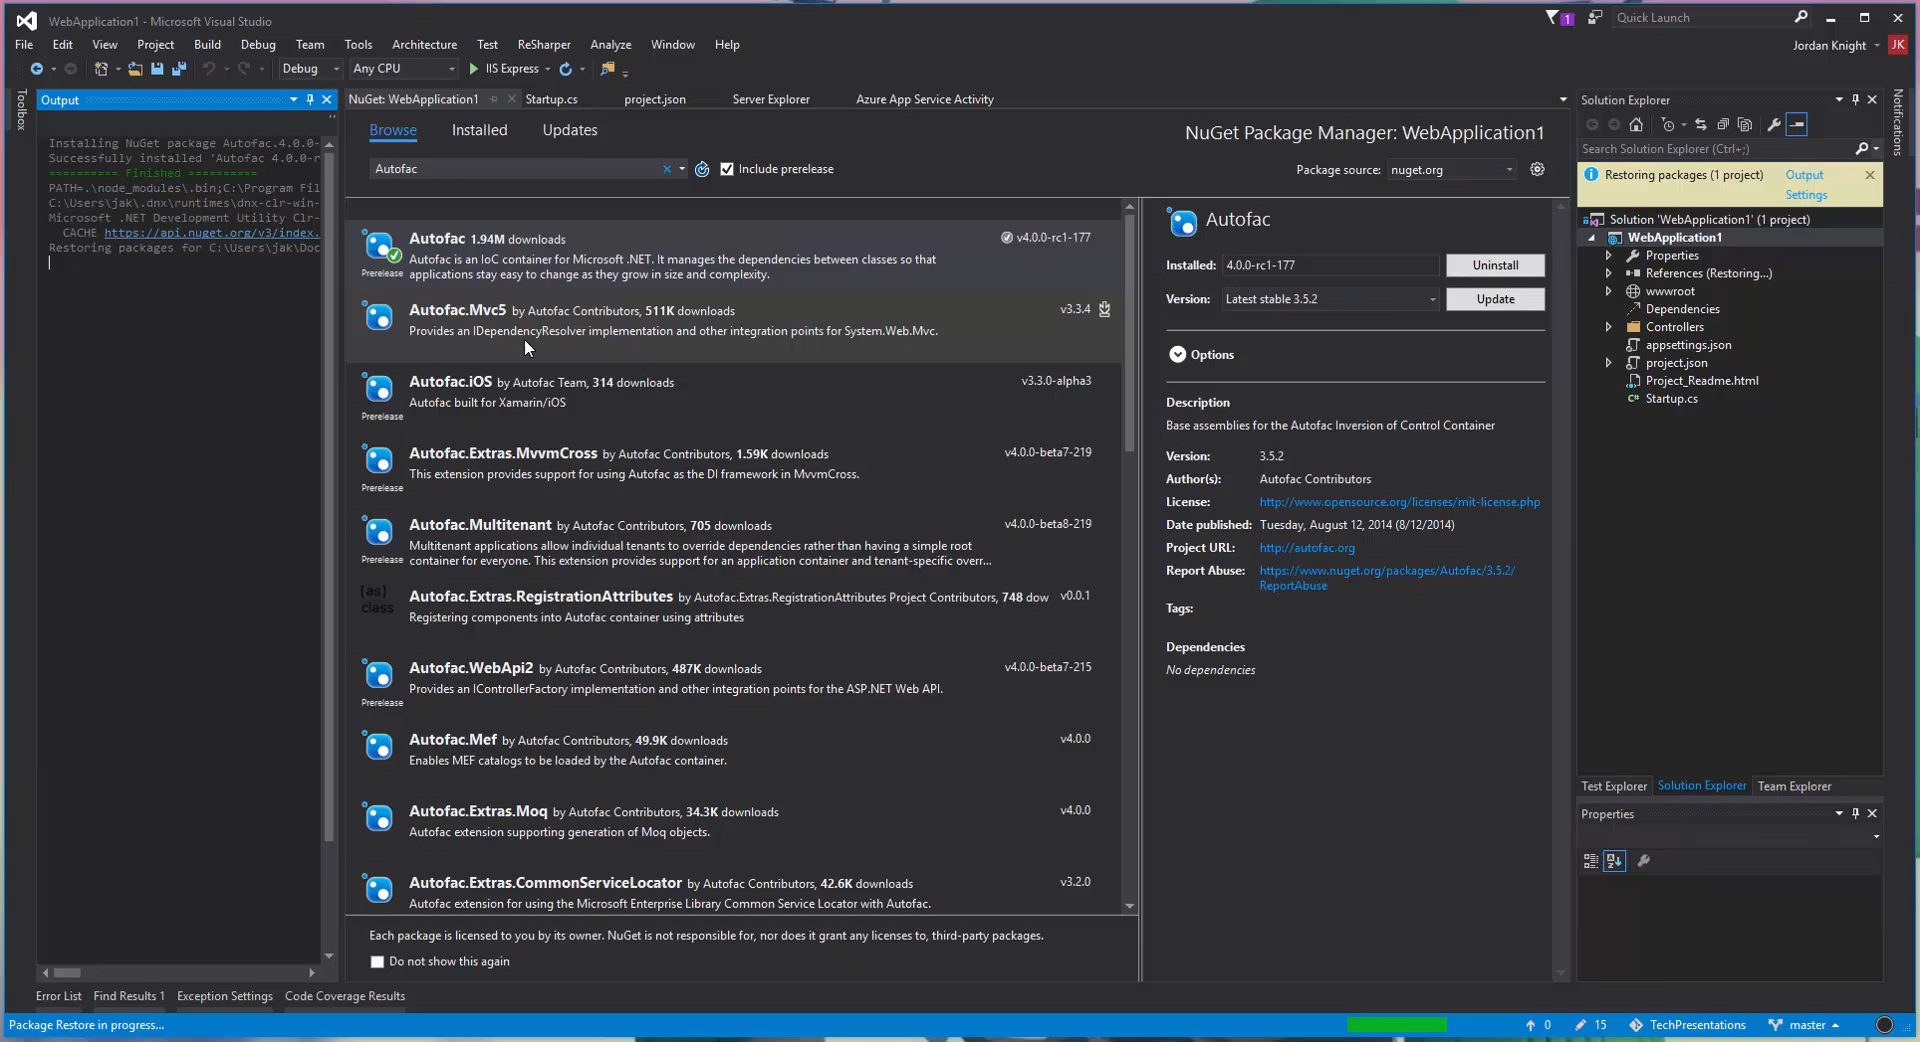 WebApplication1 - Microsoft Visual Studio
1
Quick Launch
File Edit View Project Build Debug Team Tools Architecture Test ReSharper Analyze Window Help
Jordan Knight JK
Debug Any CPU IIS Express
Toolbox
Output
Installing NuGet package Autofac.4.0.0-
Successfully installed 'Autofac 4.0.0-r
========== Finished ==========
PATH=.\node_modules\.bin;C:\Program Fil
C:\Users\jak\.dnx\runtimes\dnx-clr-win-
Microsoft .NET Development Utility Clr-
CACHE https://api.nuget.org/v3/index.
Restoring packages for C:\Users\jak\Doc
NuGet: WebApplication1 Startup.cs project.json Server Explorer Azure App Service Activity
Browse Installed Updates
NuGet Package Manager: WebApplication1
Autofac
Include prerelease
Package source: nuget.org
Autofac 1.94M downloads v4.0.0-rc1-177
Autofac is an IoC container for Microsoft .NET. It manages the dependencies between classes so that
applications stay easy to change as they grow in size and complexity.
Prerelease
Autofac.Mvc5 by Autofac Contributors, 511K downloads v3.3.4
Provides an IDependencyResolver implementation and other integration points for System.Web.Mvc.
Autofac.iOS by Autofac Team, 314 downloads v3.3.0-alpha3
Autofac built for Xamarin/iOS
Prerelease
Autofac.Extras.MvvmCross by Autofac Contributors, 1.59K downloads v4.0.0-beta7-219
This extension provides support for using Autofac as the DI framework in MvvmCross.
Prerelease
Autofac.Multitenant by Autofac Contributors, 705 downloads v4.0.0-beta8-219
Multitenant applications allow individual tenants to override dependencies rather than having a simple root
container for everyone. This extension provides support for an application container and tenant-specific overr...
Prerelease
[as]
class
Autofac.Extras.RegistrationAttributes by Autofac.Extras.RegistrationAttributes Project Contributors, 748 dow v0.0.1
Registering components into Autofac container using attributes
Autofac.WebApi2 by Autofac Contributors, 487K downloads v4.0.0-beta7-215
Provides an IControllerFactory implementation and other integration points for the ASP.NET Web API.
Prerelease
Autofac.Mef by Autofac Contributors, 49.9K downloads v4.0.0
Enables MEF catalogs to be loaded by the Autofac container.
Autofac.Extras.Moq by Autofac Contributors, 34.3K downloads v4.0.0
Autofac extension supporting generation of Moq objects.
Autofac.Extras.CommonServiceLocator by Autofac Contributors, 42.6K downloads v3.2.0
Autofac extension for using the Microsoft Enterprise Library Common Service Locator with Autofac.
Each package is licensed to you by its owner. NuGet is not responsible for, nor does it grant any licenses to, third-party packages.
Do not show this again
Autofac
Installed: 4.0.0-rc1-177 Uninstall
Version: Latest stable 3.5.2 Update
Options
Description
Base assemblies for the Autofac Inversion of Control Container
Version: 3.5.2
Author(s): Autofac Contributors
License: http://www.opensource.org/licenses/mit-license.php
Date published: Tuesday, August 12, 2014 (8/12/2014)
Project URL: http://autofac.org
Report Abuse: https://www.nuget.org/packages/Autofac/3.5.2/
ReportAbuse
Tags:
Dependencies
No dependencies
Solution Explorer
Search Solution Explorer (Ctrl+;)
Restoring packages (1 project) Output
Settings
Solution 'WebApplication1' (1 project)
WebApplication1
Properties
References (Restoring...)
wwwroot
Dependencies
Controllers
appsettings.json
project.json
Project_Readme.html
Startup.cs
Test Explorer Solution Explorer Team Explorer
Properties
Notifications
Error List Find Results 1 Exception Settings Code Coverage Results
Package Restore in progress...
0 15 TechPresentations master